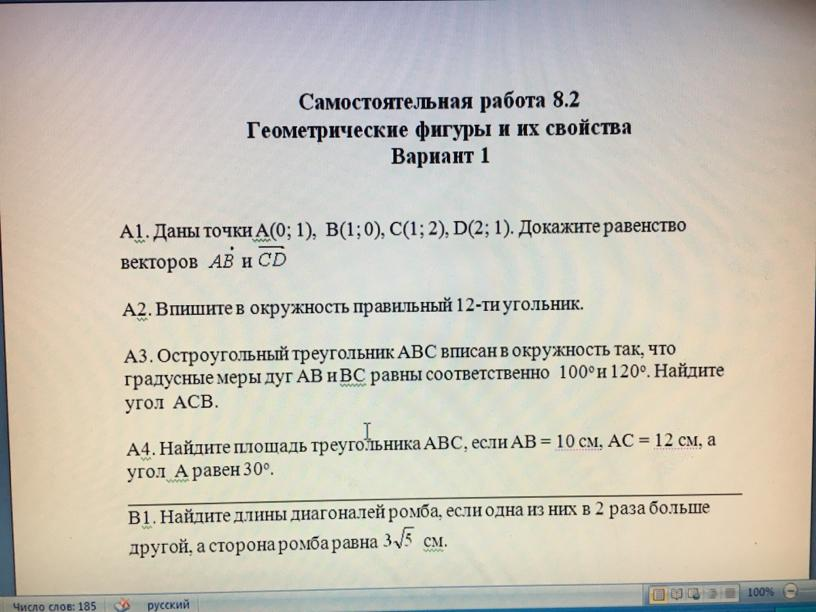 Самостоятельная работа 8.2
Геометрические фигуры и их свойства
Вариант 1
А1. Даны точки А(0; 1), В(1; 0), С(1; 2), D(2; 1). Докажите равенство
векторов AB и CD
А2. Впишите в окружность правильный 12-ти угольник.
А3. Остроугольный треугольник АВС вписан в окружность так, что
градусные меры дуг АВ и ВС равны соответственно 100° и 120°. Найдите
угол АСВ.
А4. Найдите площадь треугольника АВС, если АВ = 10 см, АС = 12 см, а
угол А равен 30°.
В1. Найдите длины диагоналей ромба, если одна из них в 2 раза больше
другой, а сторона ромба равна 3√5 см.
Число слов: 185 русский 100%